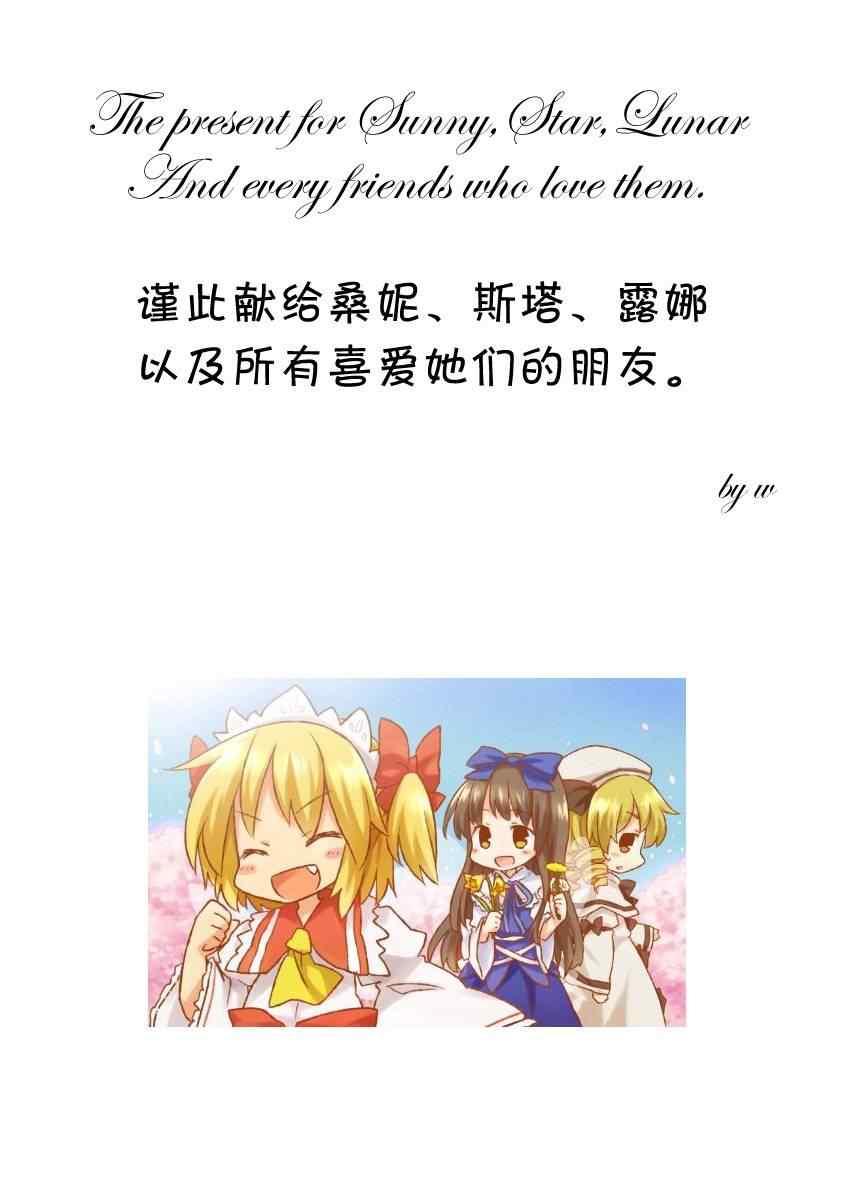 The present for Sunny, Star, Lunar
And every friends who love them.
谨此献给桑妮、斯塔、露娜
以及所有喜爱她们的朋友。
by w